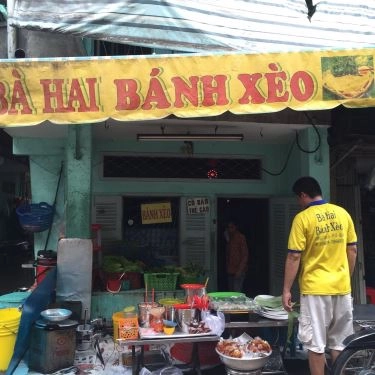 BÀ HAI BÁNH XÈO
BÁNH XÈO
CÓ BÁN
Bà Hai
Bánh Xèo